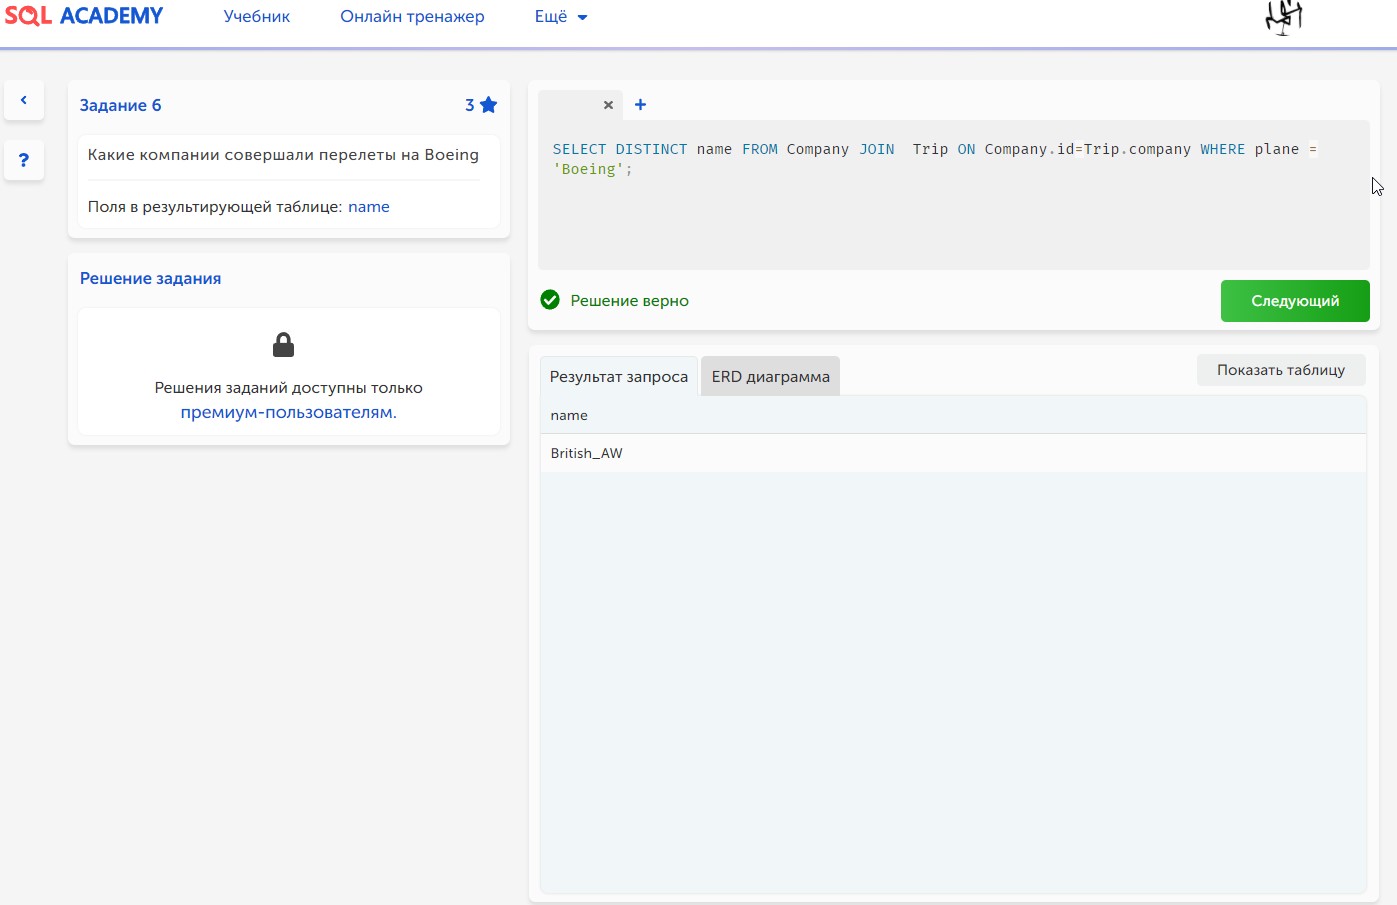 SQL ACADEMY
Учебник
Онлайн тренажер
Ещё
Задание 6
3
Какие компании совершали перелеты на Boeing
Поля в результирующей таблице: name
Решение задания
Решения заданий доступны только
премиум-пользователям.
?
SELECT DISTINCT name FROM Company JOIN  Trip ON Company.id=Trip.company WHERE plane =
'Boeing';
Решение верно
Следующий
Результат запроса
ERD диаграмма
Показать таблицу
name
British_AW